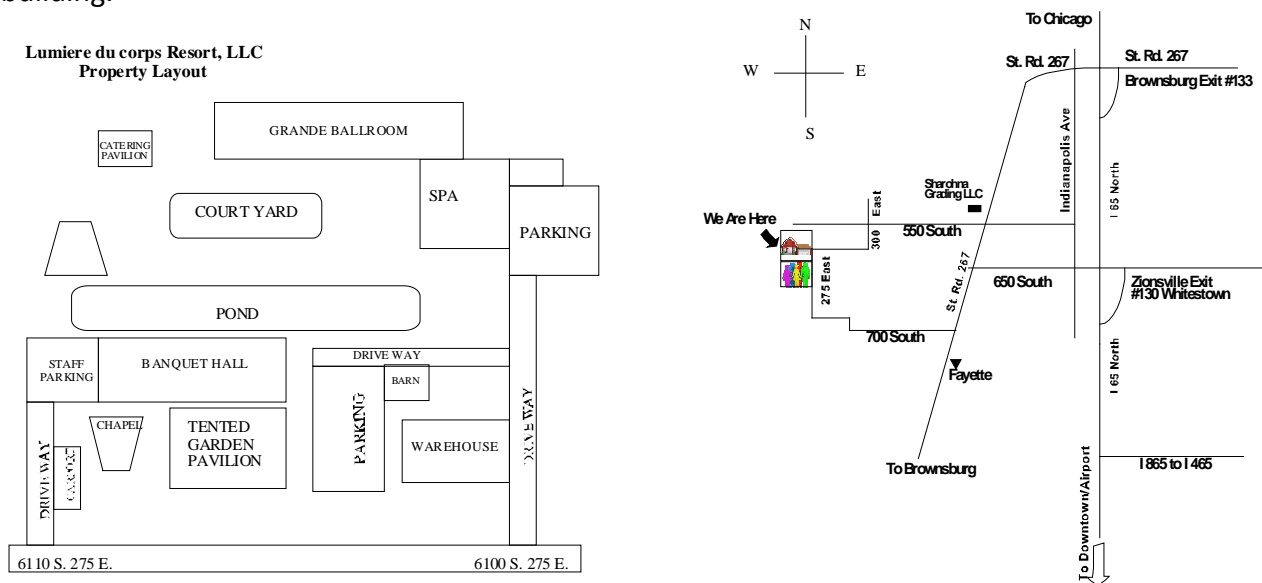 building.
Lumiere du corps Resort, LLC
Property Layout
GRANDE BALLROOM
CATERING
PAVILION
SPA
COURT YARD
PARKING
POND
STAFF
PARKING
BANQUET HALL
DRIVE WAY
BARN
CHAPEL
TENTED
GARDEN
PAVILION
PARKING
WAREHOUSE
DRIVE WAY
CARPORT
DRIVE WAY
6110 S. 275 E.
6100 S. 275 E.
N
W
E
S
To Chicago
St. Rd. 267
St. Rd. 267
Brownsburg Exit #133
Indianapolis Ave
I 65 North
Sharohna
Grading LLC
We Are Here
300 East
550 South
275 East
St. Rd. 267
650 South
Zionsville Exit
#130 Whitestown
700 South
Fayette
I 65 North
To Brownsburg
I 865 to I 465
To Downtown/Airport